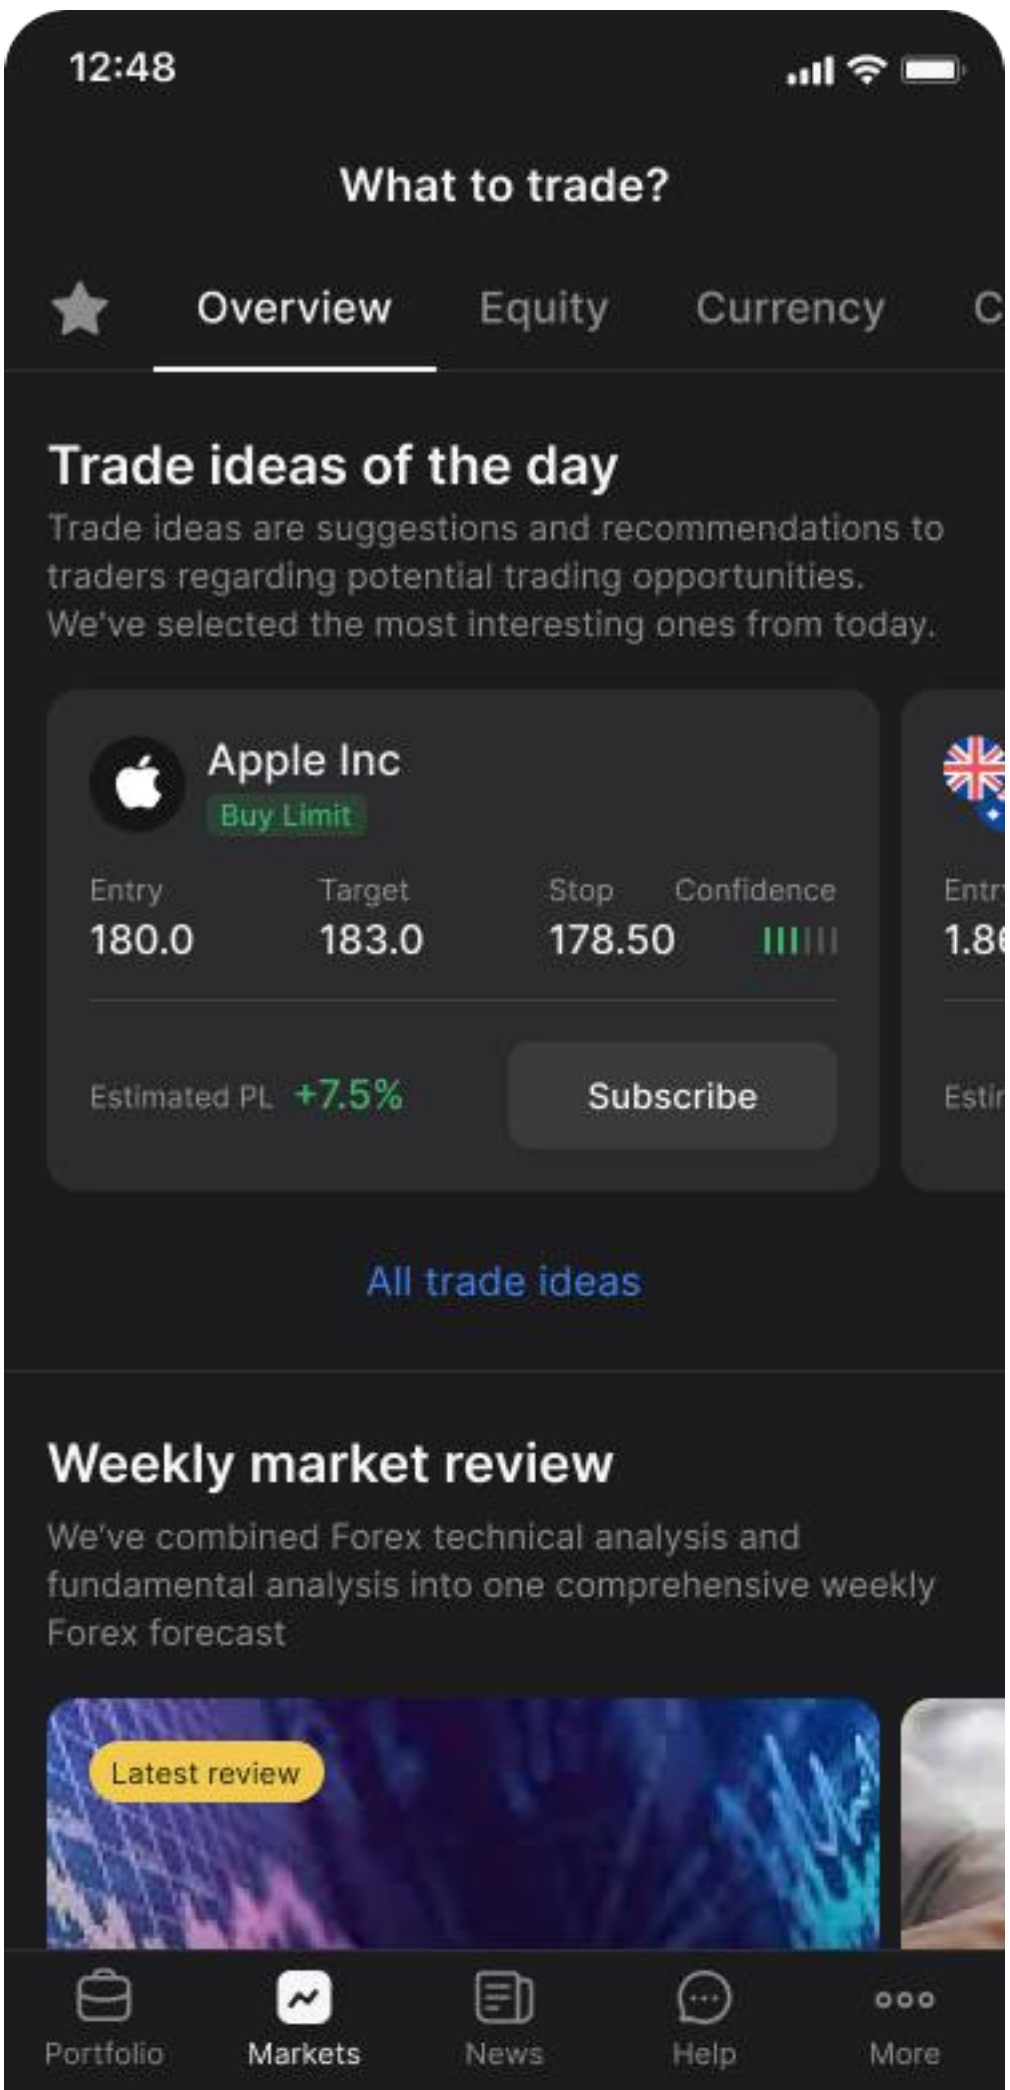 12:48
What to trade?
Overview Equity Currency C
Trade ideas of the day
Trade ideas are suggestions and recommendations to
traders regarding potential trading opportunities.
We've selected the most interesting ones from today.
Apple Inc
Buy Limit
Entry Target Stop Confidence Entry
180.0 183.0 178.50 1.86
Estimated PL +7.5% Subscribe Estir
All trade ideas
Weekly market review
We've combined Forex technical analysis and
fundamental analysis into one comprehensive weekly
Forex forecast
Latest review
Portfolio Markets News Help More